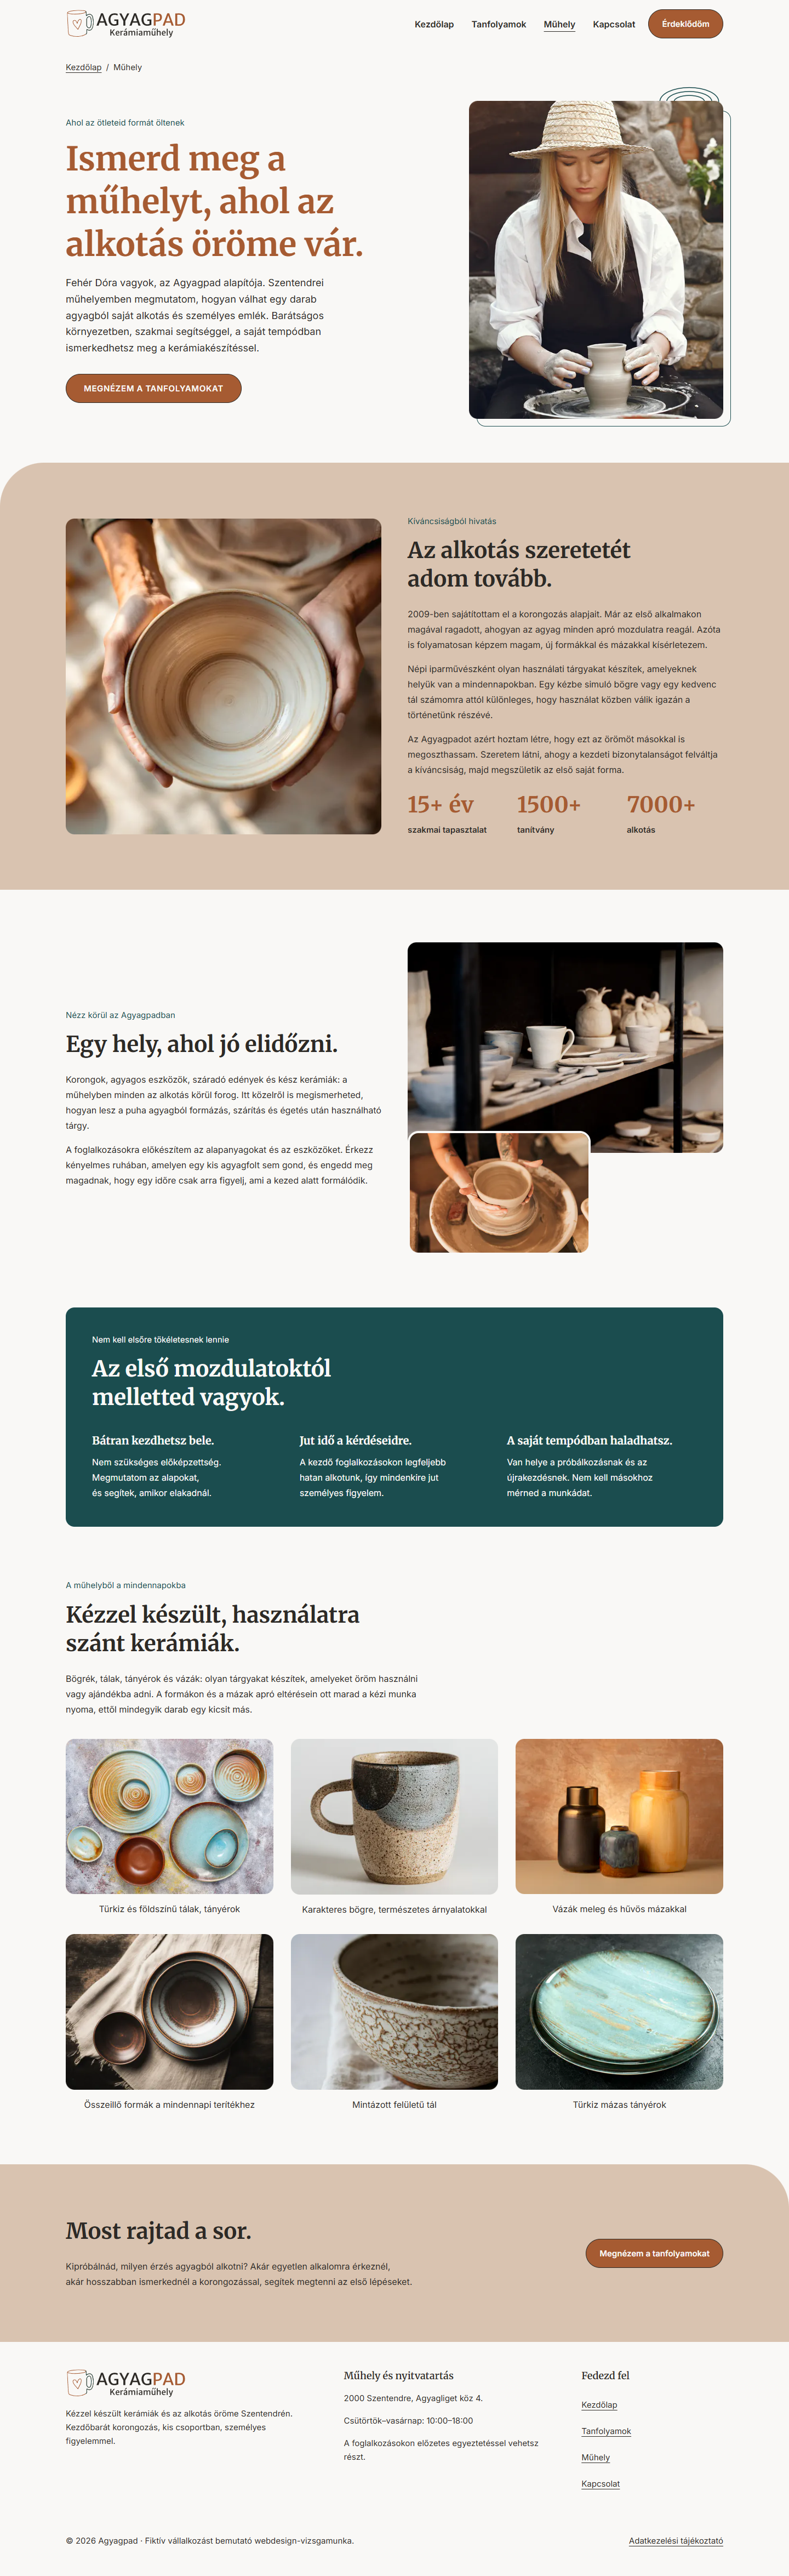 AGYAGPAD
Kerámiaműhely
Kezdőlap Tanfolyamok Műhely Kapcsolat Érdeklődöm
Kezdőlap / Műhely
Ahol az ötleteid formát öltenek
Ismerd meg a
műhelyt, ahol az
alkotás öröme vár.
Fehér Dóra vagyok, az Agyagpad alapítója. Szentendrei
műhelyemben megmutatom, hogyan válhat egy darab
agyagból saját alkotás és személyes emlék. Barátságos
környezetben, szakmai segítséggel, a saját tempódban
ismerkedhetsz meg a kerámiakészítéssel.
MEGNÉZEM A TANFOLYAMOKAT
Kíváncsiságból hivatás
Az alkotás szeretetét
adom tovább.
2009-ben sajátítottam el a korongozás alapjait. Már az első alkalmakon
magával ragadott, ahogyan az agyag minden apró mozdulatra reagál. Azóta
is folyamatosan képzem magam, új formákkal és mázakkal kísérletezem.
Népi iparművészként olyan használati tárgyakat készítek, amelyeknek
helyük van a mindennapokban. Egy kézbe simuló bögre vagy egy kedvenc
tál számomra attól különleges, hogy használat közben válik igazán a
történetünk részévé.
Az Agyagpadot azért hoztam létre, hogy ezt az örömöt másokkal is
megoszthassam. Szeretem látni, ahogy a kezdeti bizonytalanságot felváltja
a kíváncsiság, majd megszületik az első saját forma.
15+ év 1500+ 7000+
szakmai tapasztalat tanítvány alkotás
Nézz körül az Agyagpadban
Egy hely, ahol jó elidőzni.
Korongok, agyagos eszközök, száradó edények és kész kerámiák: a
műhelyben minden az alkotás körül forog. Itt közelről is megismerheted,
hogyan lesz a puha agyagból formázás, szárítás és égetés után használható
tárgy.
A foglalkozásokra előkészítem az alapanyagokat és az eszközöket. Érkezz
kényelmes ruhában, amelyen egy kis agyagfolt sem gond, és engedd meg
magadnak, hogy egy időre csak arra figyelj, ami a kezed alatt formálódik.
Nem kell elsőre tökéletesnek lennie
Az első mozdulatoktól
melletted vagyok.
Bátran kezdhetsz bele.
Nem szükséges előképzettség.
Megmutatom az alapokat,
és segítek, amikor elakadnál.
Jut idő a kérdéseidre.
A kezdő foglalkozásokon legfeljebb
hatan alkotunk, így mindenkire jut
személyes figyelem.
A saját tempódban haladhatsz.
Van helye a próbálkozásnak és az
újrakezdésnek. Nem kell másokhoz
mérned a munkádat.
A műhelyből a mindennapokba
Kézzel készült, használatra
szánt kerámiák.
Bögrék, tálak, tányérok és vázák: olyan tárgyakat készítek, amelyeket öröm használni
vagy ajándékba adni. A formákon és a mázak apró eltérésein ott marad a kézi munka
nyoma, ettől mindegyik darab egy kicsit más.
Türkiz és földszínű tálak, tányérok
Karakteres bögre, természetes árnyalatokkal
Vázák meleg és hűvös mázakkal
Összeillő formák a mindennapi terítékhez
Mintázott felületű tál
Türkiz mázas tányérok
Most rajtad a sor.
Kipróbálnád, milyen érzés agyagból alkotni? Akár egyetlen alkalomra érkeznél,
akár hosszabban ismerkednél a korongozással, segítek megtenni az első lépéseket.
Megnézem a tanfolyamokat
AGYAGPAD
Kerámiaműhely
Kézzel készült kerámiák és az alkotás öröme Szentendrén.
Kezdőbarát korongozás, kis csoportban, személyes
figyelemmel.
Műhely és nyitvatartás
2000 Szentendre, Agyagliget köz 4.
Csütörtök–vasárnap: 10:00–18:00
A foglalkozásokon előzetes egyeztetéssel vehetsz
részt.
Fedezd fel
Kezdőlap
Tanfolyamok
Műhely
Kapcsolat
© 2026 Agyagpad · Fiktív vállalkozást bemutató webdesign-vizsgamunka.
Adatkezelési tájékoztató